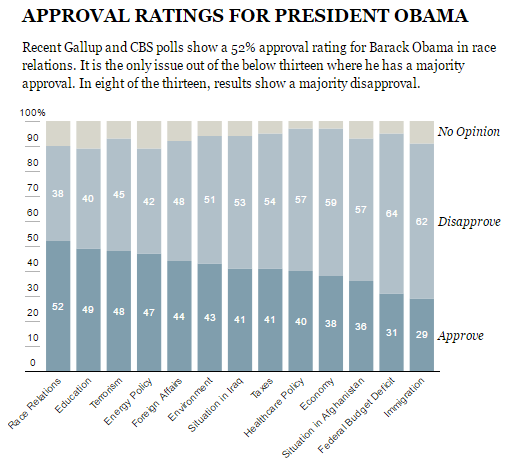 APPROVAL RATINGS FOR PRESIDENT OBAMA
Recent Gallup and CBS polls show a 52% approval rating for Barack Obama in race
relations. It is the only issue out of the below thirteen where he has a majority
approval. In eight of the thirteen, results show a majority disapproval.
100%
90
80
70
60
50
40
30
20
10
0
No Opinion
Disapprove
Approve
38 40 45 42 48 51 53 54 57 59 57 64 62
52 49 48 47 44 43 41 41 40 38 36 31 29
Race Relations
Education
Terrorism
Energy Policy
Foreign Affairs
Environment
Situation in Iraq
Taxes
Healthcare Policy
Economy
Situation in Afghanistan
Federal Budget Deficit
Immigration